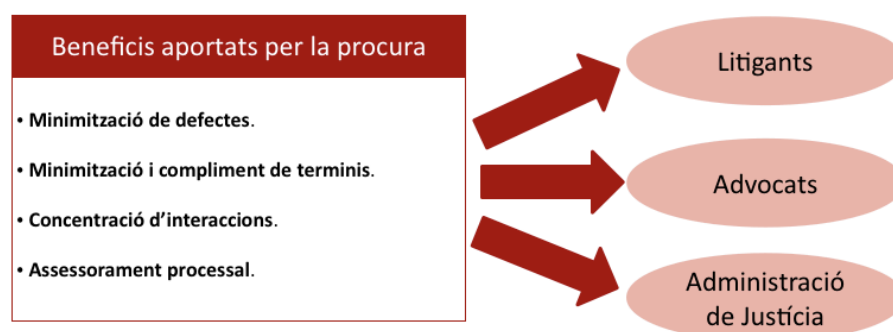 Beneficis aportats per la procura
• Minimització de defectes.
• Minimització i compliment de terminis.
• Concentració d’interaccions.
• Assessorament processal.
Litigants
Advocats
Administració
de Justícia